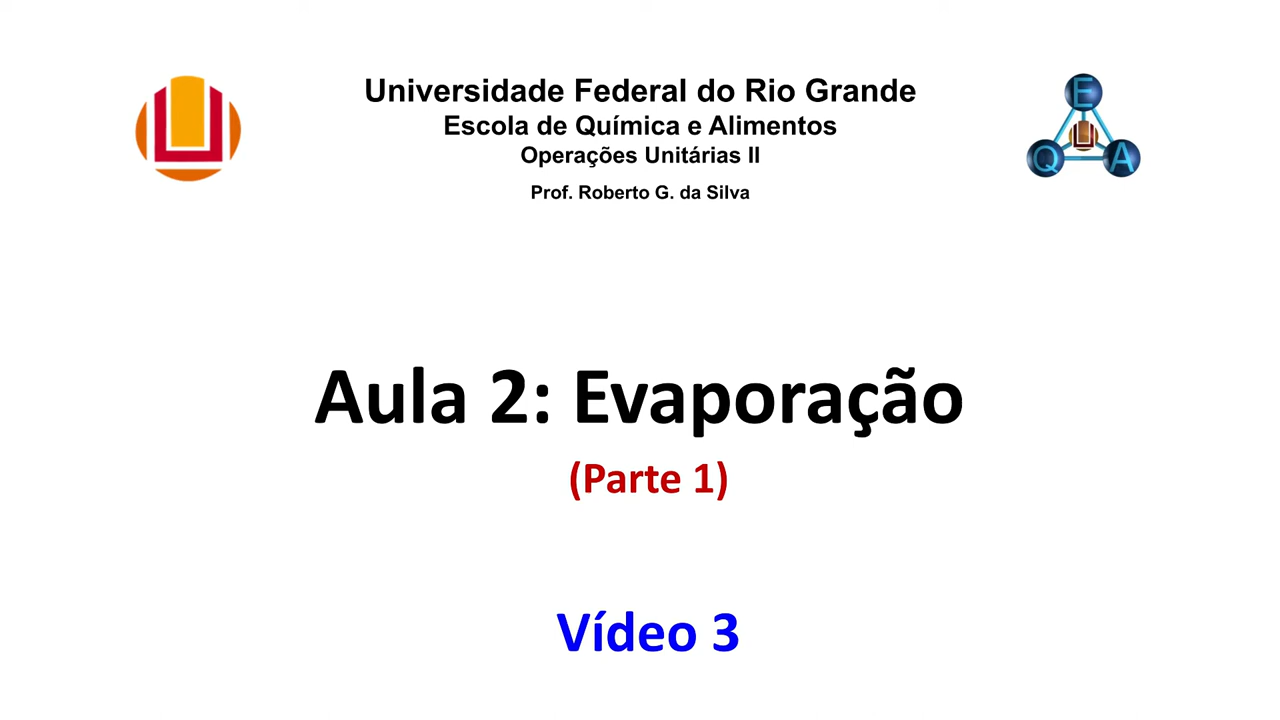 Universidade Federal do Rio Grande
Escola de Química e Alimentos
Operações Unitárias II
Prof. Roberto G. da Silva
E
Q A
Aula 2: Evaporação
(Parte 1)
Vídeo 3